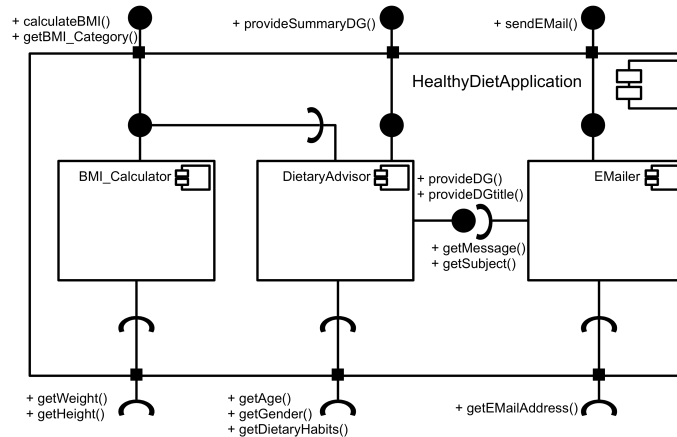 + calculateBMI()
+ getBMI_Category()
+ provideSummaryDG()
+ sendEMail()
HealthyDietApplication
BMI_Calculator
DietaryAdvisor
EMailer
+ provideDG()
+ provideDGtitle()
+ getMessage()
+ getSubject()
+ getWeight()
+ getHeight()
+ getAge()
+ getGender()
+ getDietaryHabits()
+ getEMailAddress()